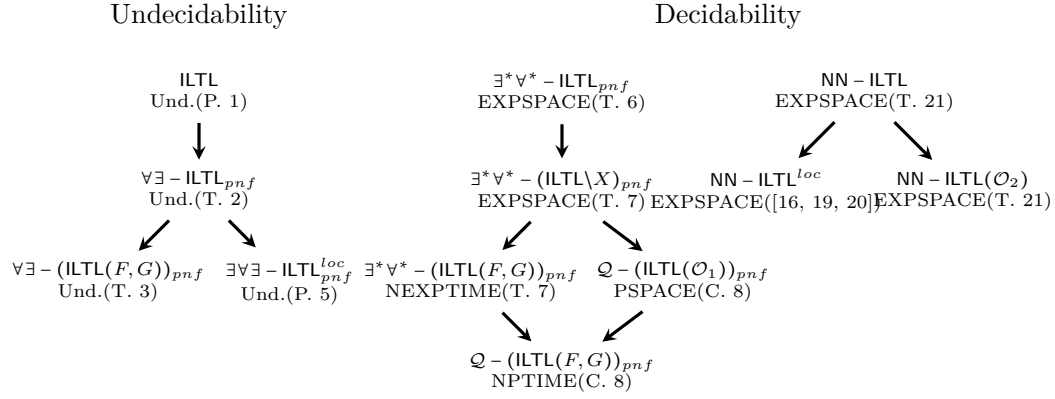 Undecidability Decidability
ILTL ∃*∀* – ILTL_pnf NN – ILTL
Und.(P. 1) EXPSPACE(T. 6) EXPSPACE(T. 21)
∀∃ – ILTL_pnf ∃*∀* – (ILTL\X)_pnf NN – ILTL^loc NN – ILTL(𝒪_2)
Und.(T. 2) EXPSPACE(T. 7) EXPSPACE([16, 19, 20]) EXPSPACE(T. 21)
∀∃ – (ILTL(F, G))_pnf ∃∀∃ – ILTL^loc_pnf ∃*∀* – (ILTL(F, G))_pnf 𝒬 – (ILTL(𝒪_1))_pnf
Und.(T. 3) Und.(P. 5) NEXPTIME(T. 7) PSPACE(C. 8)
𝒬 – (ILTL(F, G))_pnf
NPTIME(C. 8)